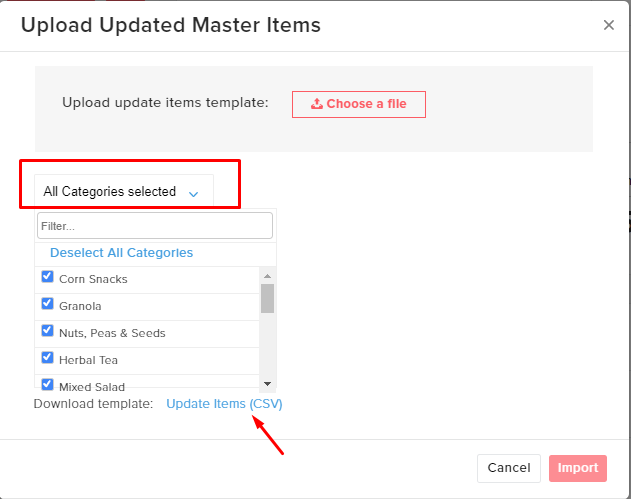 Upload Updated Master Items
Upload update items template: Choose a file
All Categories selected
Filter...
Deselect All Categories
Corn Snacks
Granola
Nuts, Peas & Seeds
Herbal Tea
Mixed Salad
Download template: Update Items (CSV)
Cancel Import